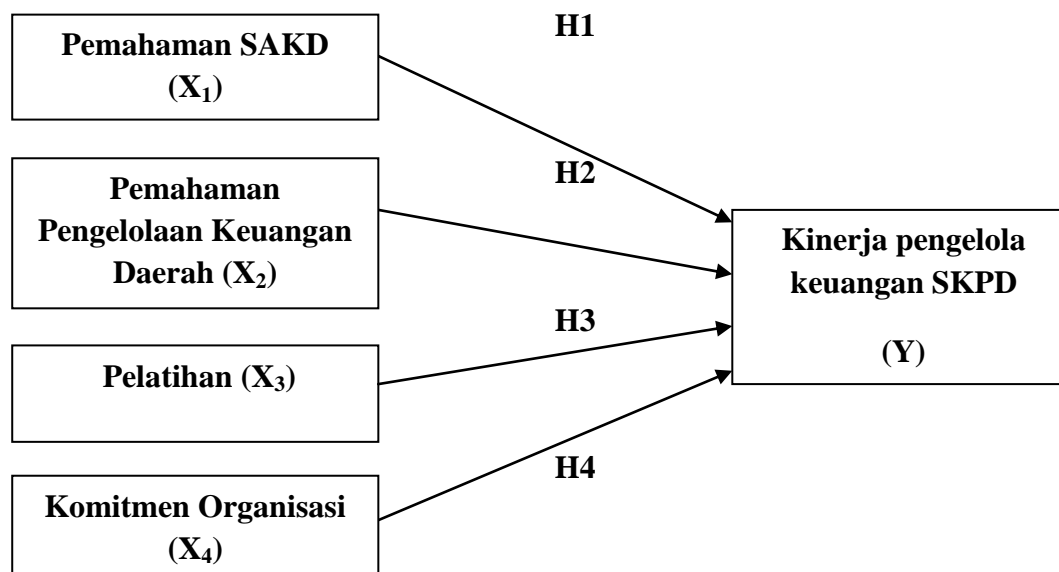 H1
Pemahaman SAKD
(X₁)
H2
Pemahaman
Pengelolaan Keuangan
Daerah (X₂)
Kinerja pengelola
keuangan SKPD
(Y)
H3
Pelatihan (X₃)
H4
Komitmen Organisasi
(X₄)